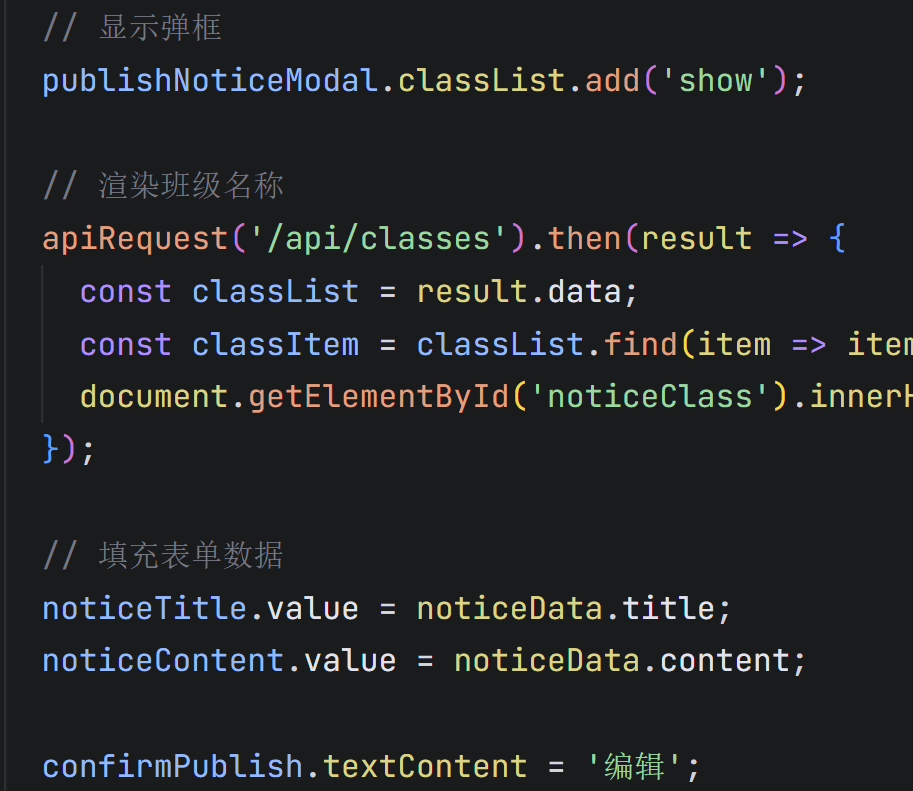 // 显示弹框
publishNoticeModal.classList.add('show');
// 渲染班级名称
apiRequest('/api/classes').then(result => {
const classList = result.data;
const classItem = classList.find(item => item
document.getElementById('noticeClass').innerH
});
// 填充表单数据
noticeTitle.value = noticeData.title;
noticeContent.value = noticeData.content;
confirmPublish.textContent = '编辑';